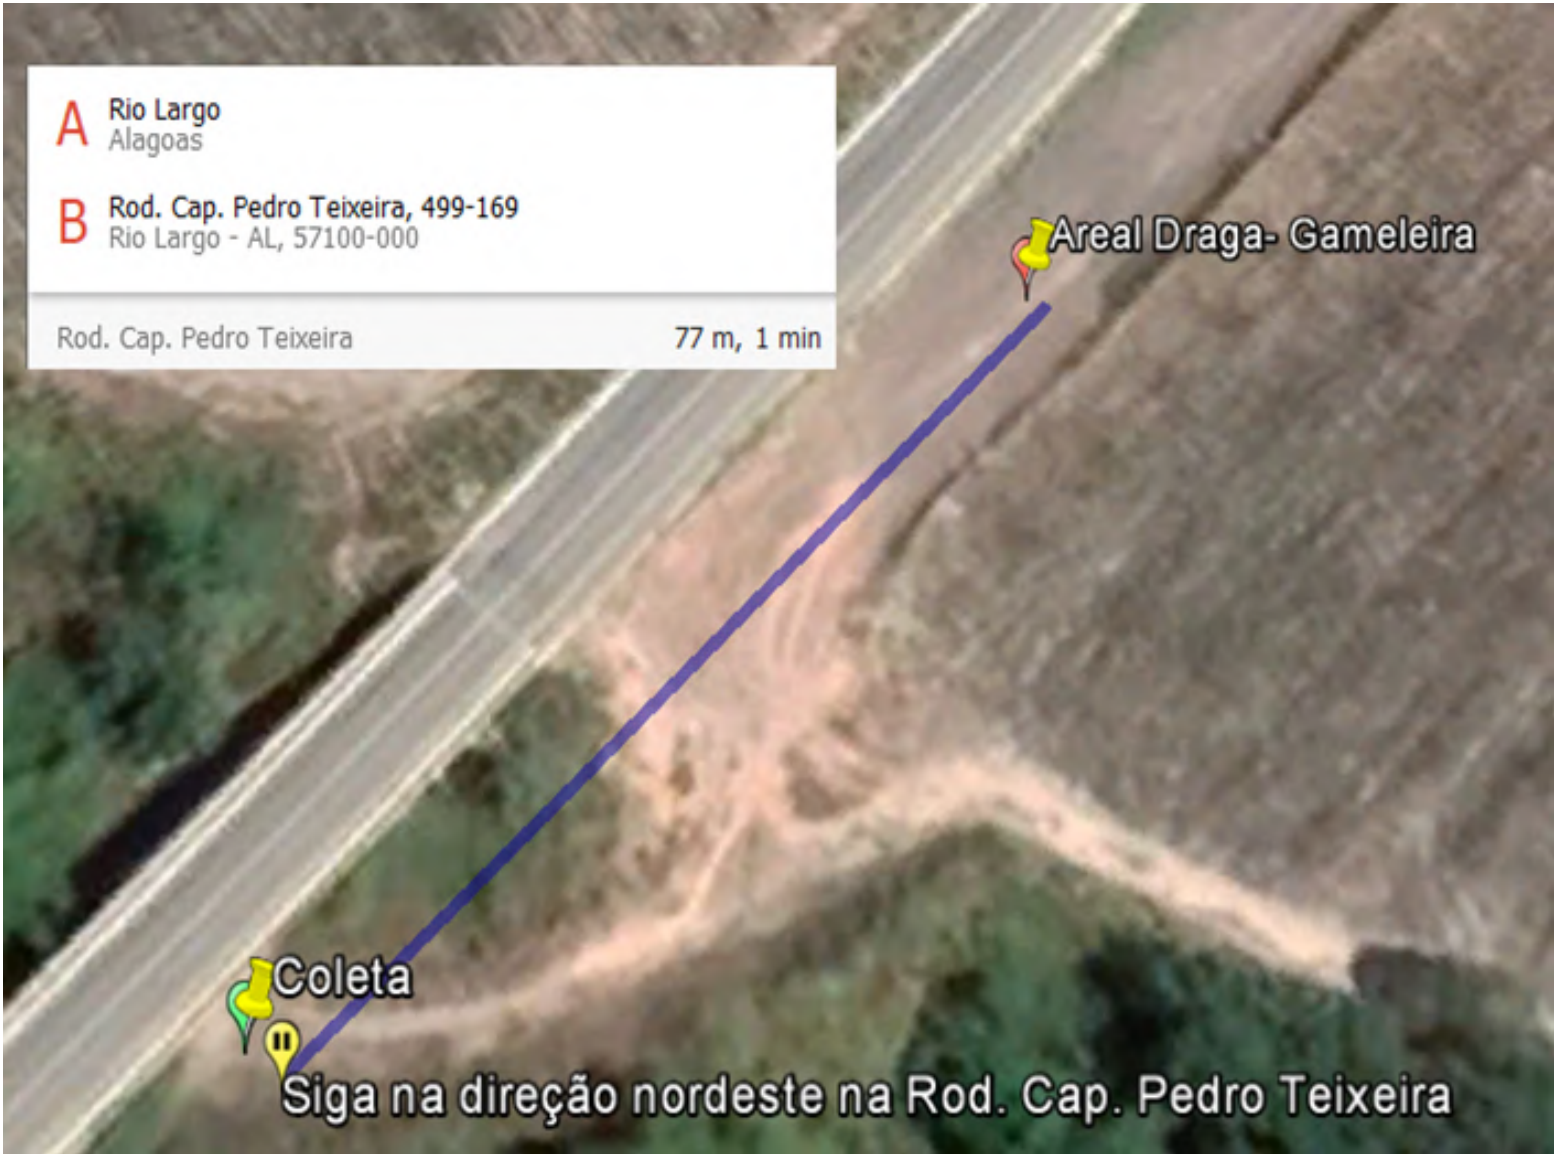 A
Rio Largo
Alagoas
B
Rod. Cap. Pedro Teixeira, 499-169
Rio Largo - AL, 57100-000
Rod. Cap. Pedro Teixeira 77 m, 1 min
Areal Draga- Gameleira
Coleta
Siga na direção nordeste na Rod. Cap. Pedro Teixeira